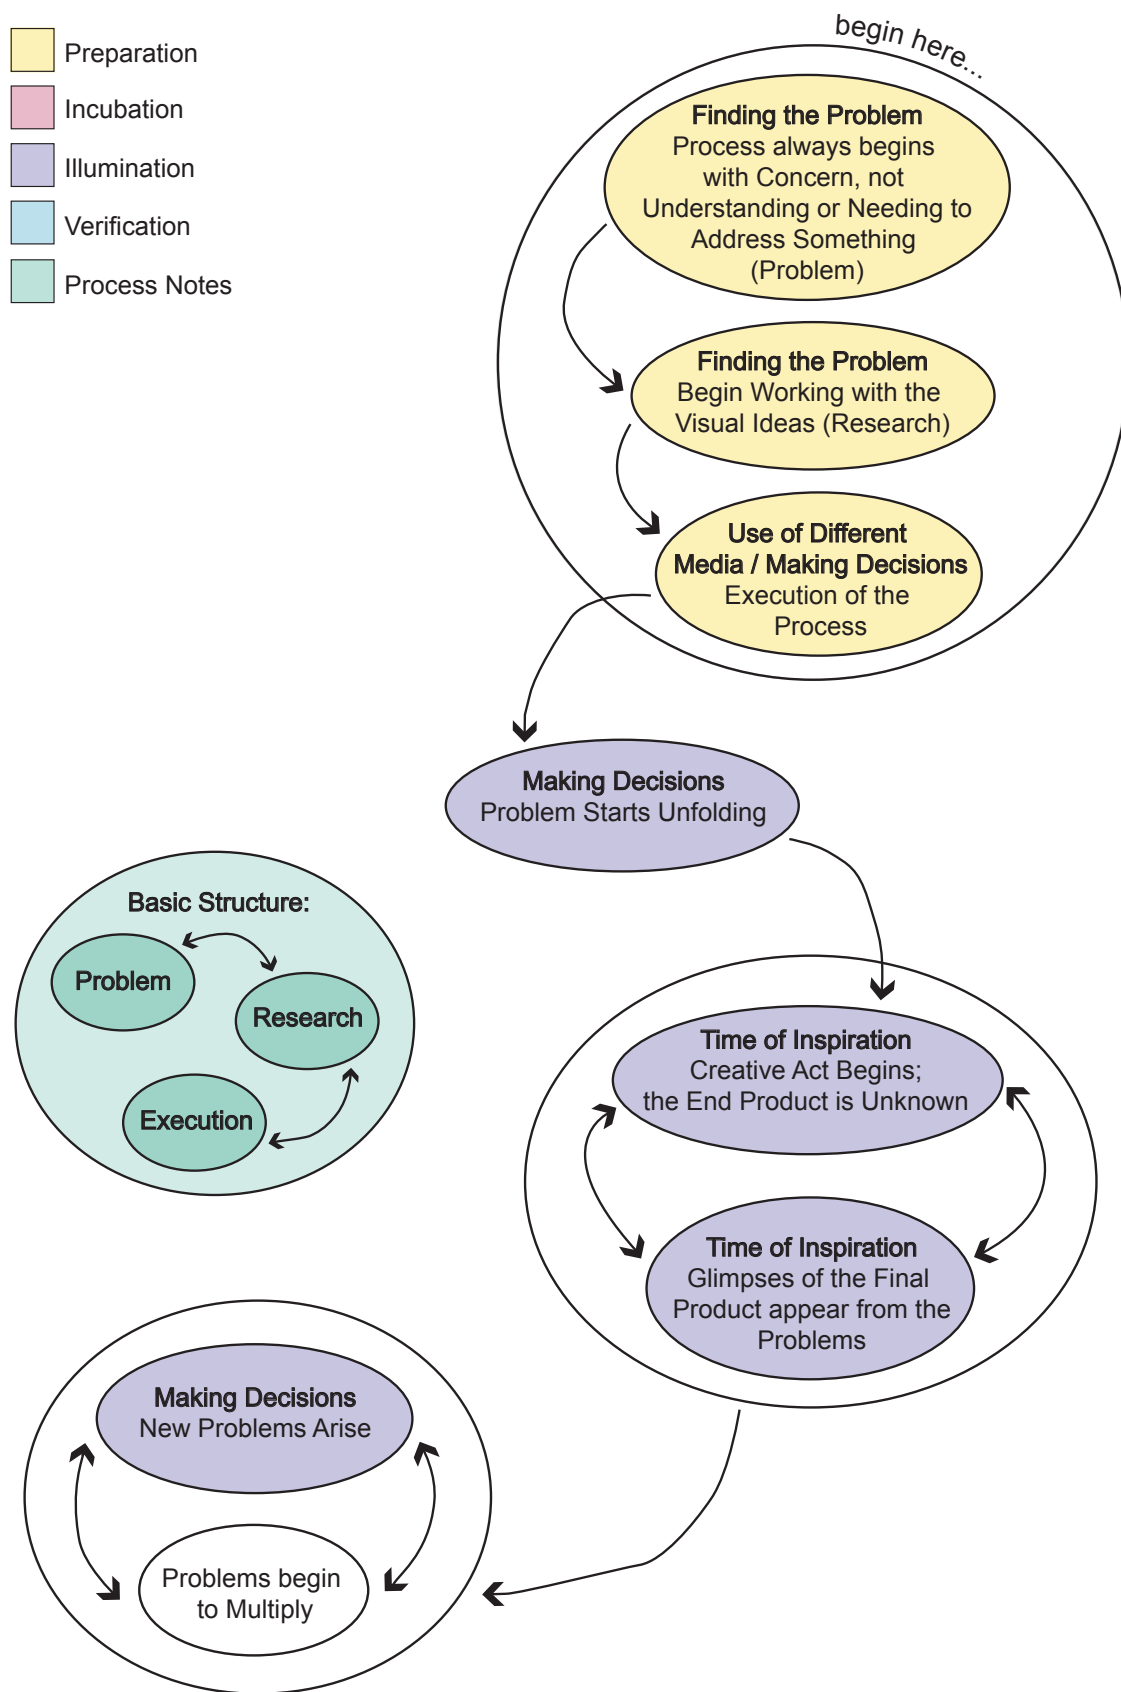 Preparation
Incubation
Illumination
Verification
Process Notes
begin here...
Finding the Problem
Process always begins
with Concern, not
Understanding or Needing to
Address Something
(Problem)
Finding the Problem
Begin Working with the
Visual Ideas (Research)
Use of Different
Media / Making Decisions
Execution of the
Process
Making Decisions
Problem Starts Unfolding
Basic Structure:
Problem
Research
Execution
Time of Inspiration
Creative Act Begins;
the End Product is Unknown
Time of Inspiration
Glimpses of the Final
Product appear from the
Problems
Making Decisions
New Problems Arise
Problems begin
to Multiply